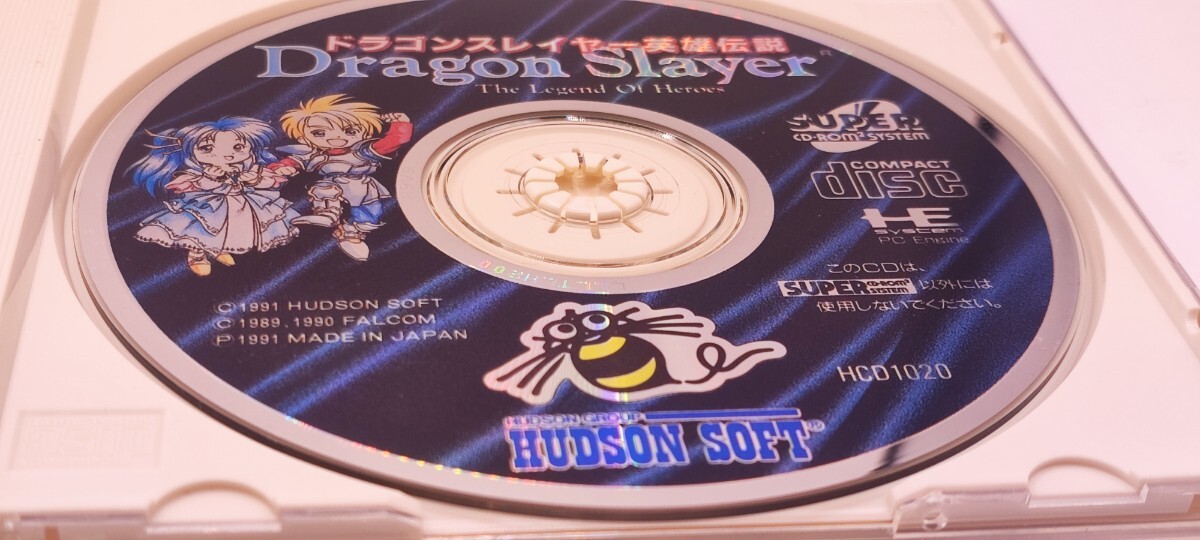 ドラゴンスレイヤー英雄伝説
Dragon Slayer
The Legend Of Heroes
SUPER
CD-ROM² SYSTEM
COMPACT
disc
HE
System
PC Engine
このCDは、
SUPER CD-ROM² SYSTEM 以外には
使用しないでください。
©1991 HUDSON SOFT
©1989, 1990 FALCOM
Ⓟ1991 MADE IN JAPAN
HCD1020
HUDSON GROUP
HUDSON SOFT®